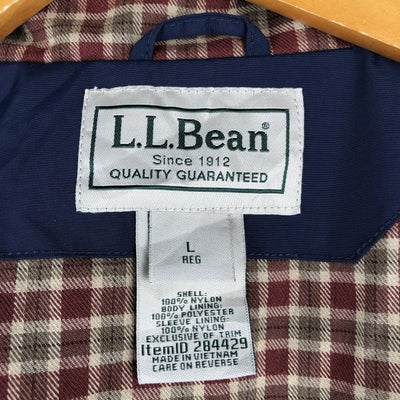 L.L.Bean®
Since 1912
QUALITY GUARANTEED
L
REG
SHELL:
100% NYLON
BODY LINING:
100% POLYESTER
SLEEVE LINING:
100% NYLON
EXCLUSIVE OF TRIM
ItemID 284429
MADE IN VIETNAM
CARE ON REVERSE